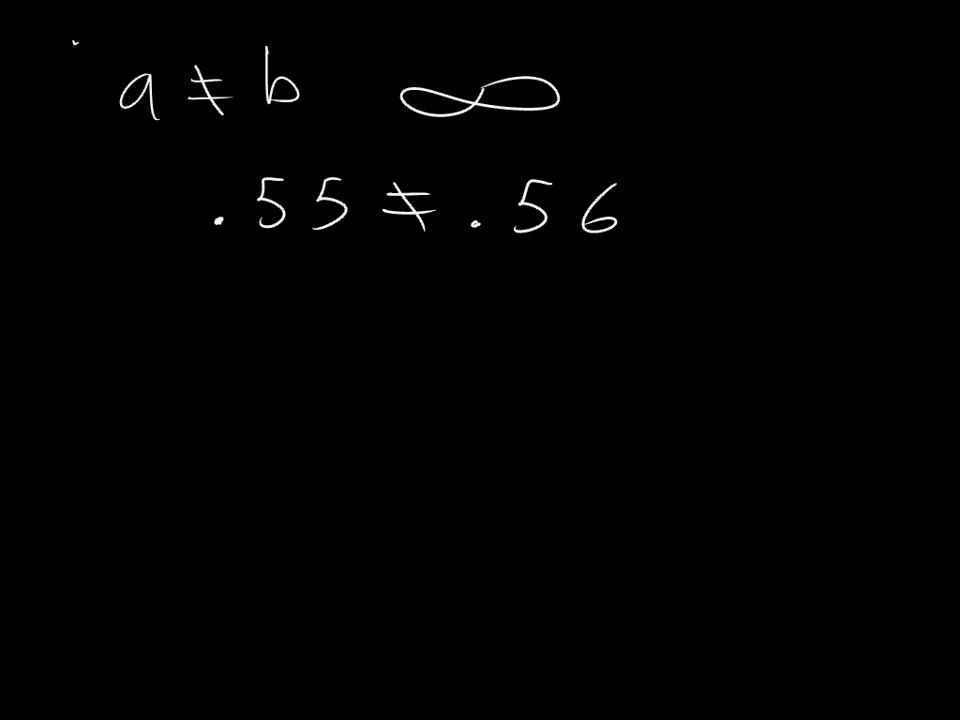 a ≠ b ∞
.55 ≠ .56